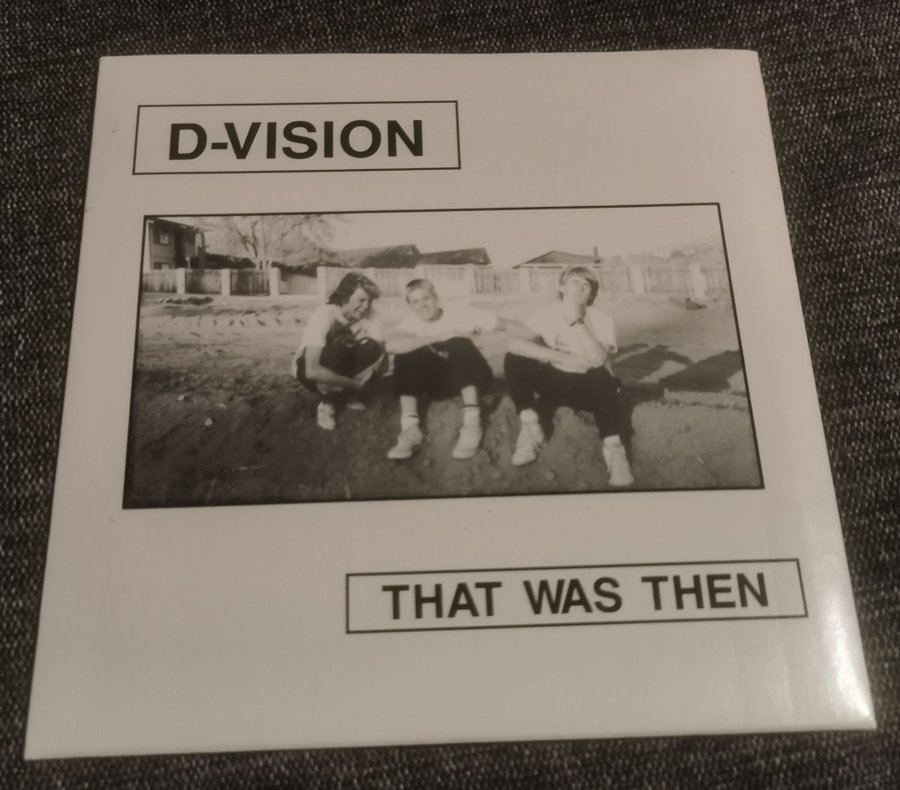 D-VISION
THAT WAS THEN